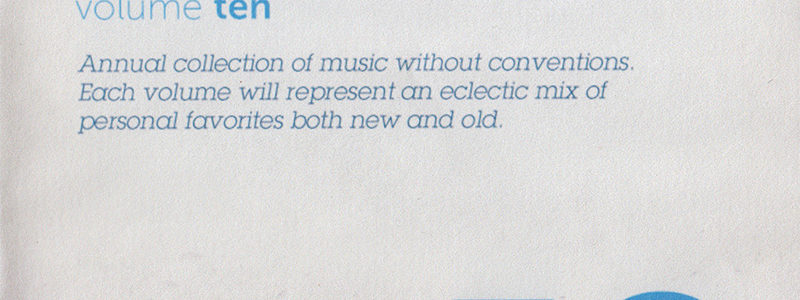 volume ten
Annual collection of music without conventions.
Each volume will represent an eclectic mix of
personal favorites both new and old.